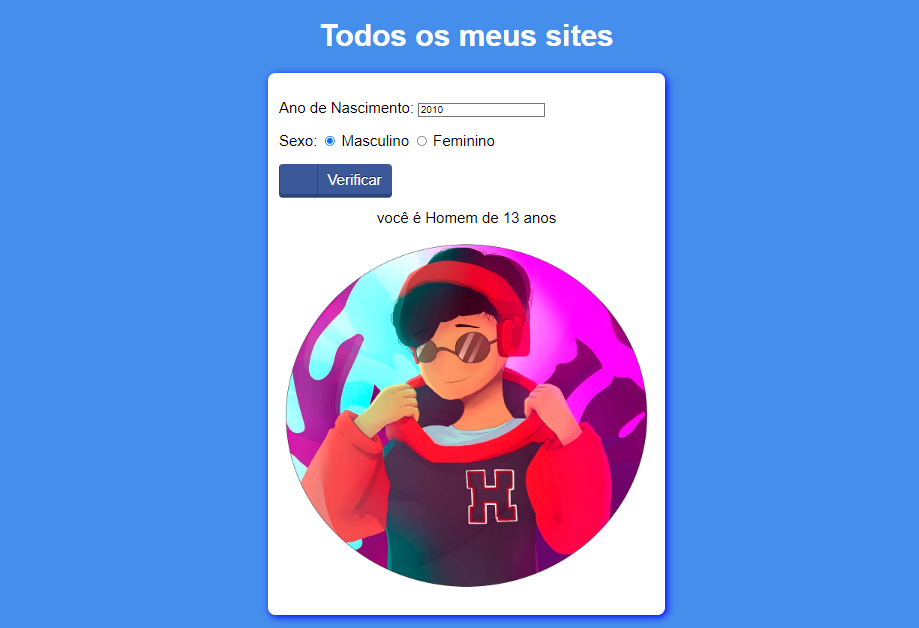 Todos os meus sites
Ano de Nascimento: 2010
Sexo: Masculino Feminino
Verificar
você é Homem de 13 anos
H